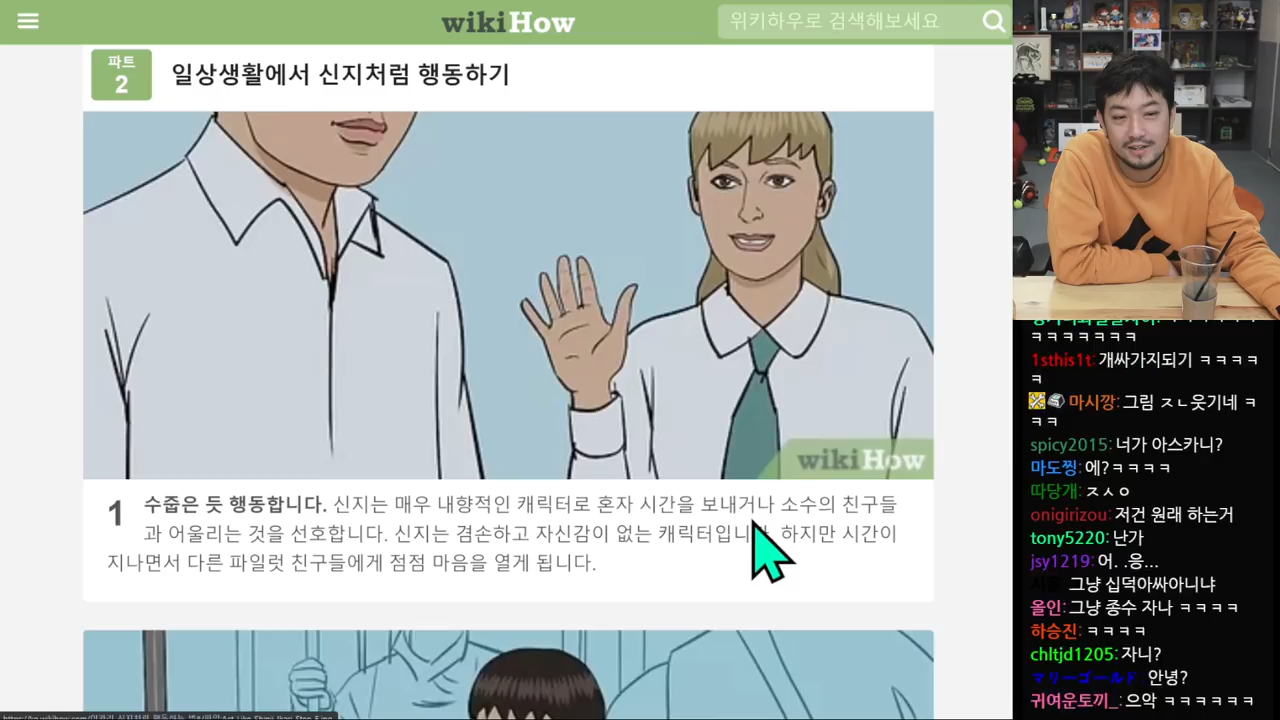 wikiHow
위키하우로 검색해보세요
파트
2
일상생활에서 신지처럼 행동하기
wikiHow
1
수줍은 듯 행동합니다. 신지는 매우 내향적인 캐릭터로 혼자 시간을 보내거나 소수의 친구들
과 어울리는 것을 선호합니다. 신지는 겸손하고 자신감이 없는 캐릭터입니다. 하지만 시간이
지나면서 다른 파일럿 친구들에게 점점 마음을 열게 됩니다.
ㅋㅋㅋㅋㅋㅋㅋ
1sthis1t: 개싸가지되기 ㅋㅋㅋㅋ
ㅋ
마시깡: 그림 ㅈㄴ웃기네 ㅋ
ㅋㅋ
spicy2015: 너가 아스카니?
마도찡: 에?ㅋㅋㅋㅋ
따당개: ㅈㅅㅇ
onigirizou: 저건 원래 하는거
tony5220: 난가
jsy1219: 어. .응...
그냥 십덕아싸아니냐
올인: 그냥 종수 자나 ㅋㅋㅋㅋ
하승진: ㅋㅋㅋㅋ
chltjd1205: 자니?
マリーゴールド: 안녕?
귀여운토끼_: 으악 ㅋㅋㅋㅋㅋㅋ